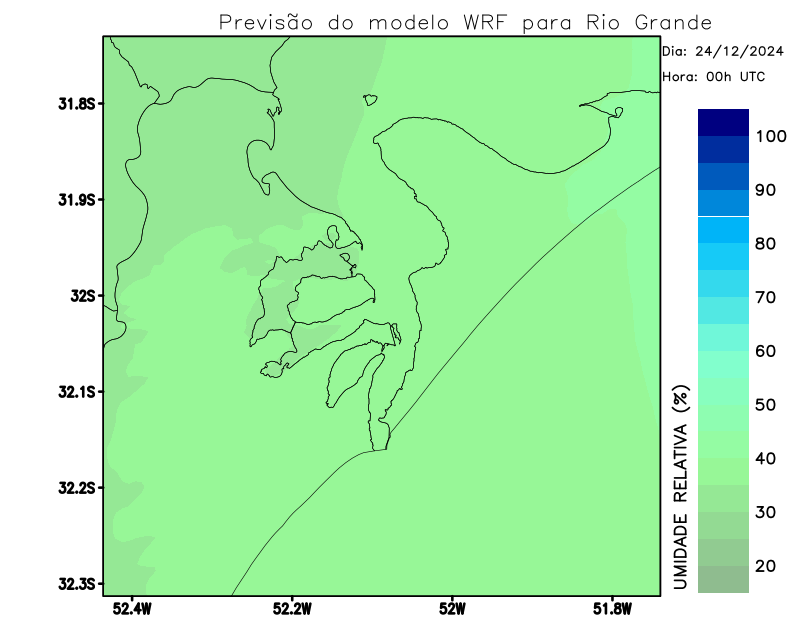 Previsão do modelo WRF para Rio Grande
Dia: 24/12/2024
Hora: 00h UTC
31.8S
31.9S
32S
32.1S
32.2S
32.3S
52.4W
52.2W
52W
51.8W
UMIDADE RELATIVA (%)
100
90
80
70
60
50
40
30
20